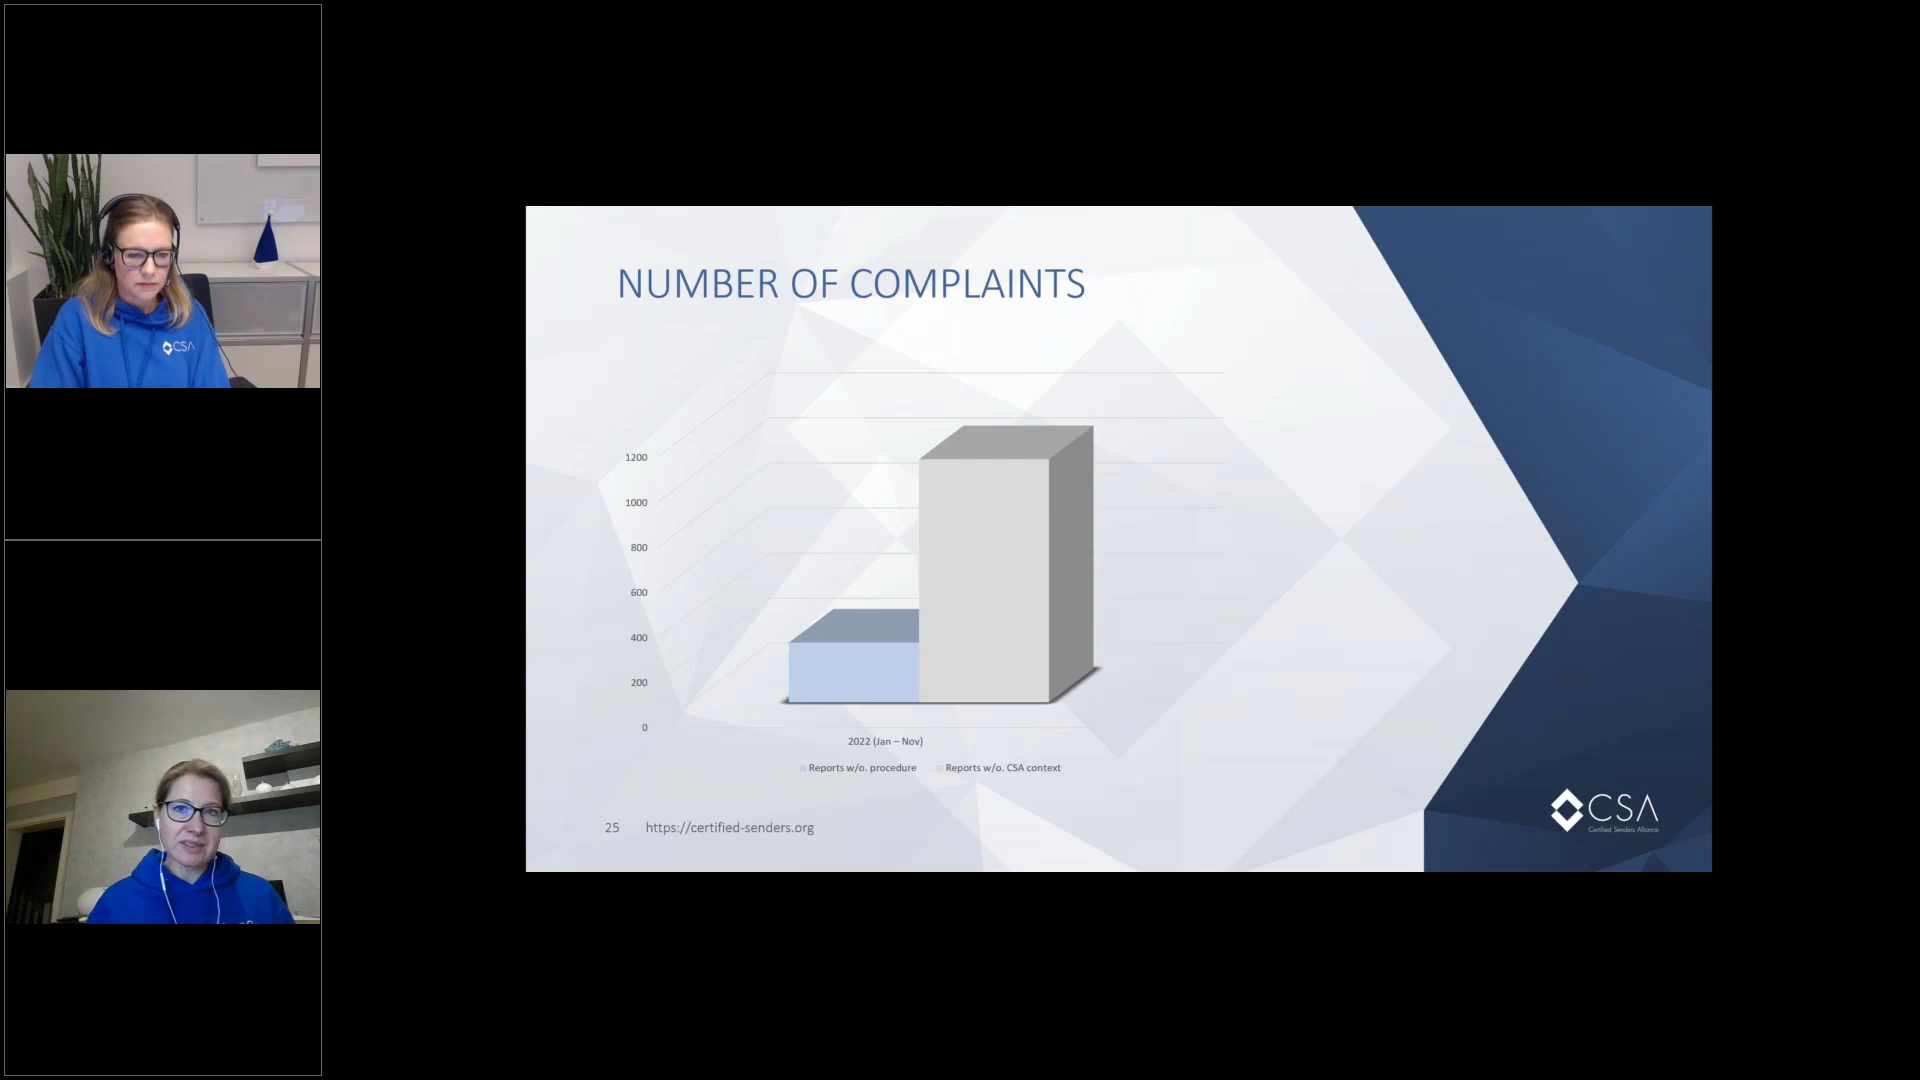 CSA
NUMBER OF COMPLAINTS
1200
1000
800
600
400
200
0
2022 (Jan – Nov)
Reports w/o. procedure
Reports w/o. CSA context
25
https://certified-senders.org
CSA
Certified Senders Alliance